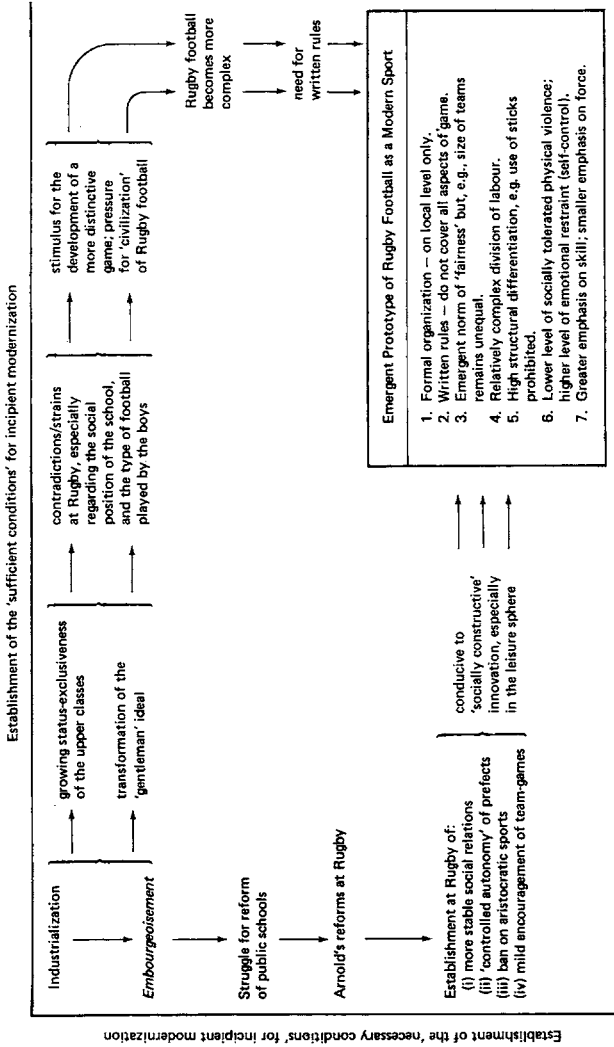 Establishment of the 'sufficient conditions' for incipient modernization
Establishment of the 'necessary conditions' for incipient modernization
Industrialization
Embourgeoisement
Struggle for reform
of public schools
Arnold's reforms at Rugby
Establishment at Rugby of:
(i) more stable social relations
(ii) 'controlled autonomy' of prefects
(iii) ban on aristocratic sports
(iv) mild encouragement of team-games
growing status-exclusiveness
of the upper classes
transformation of the
'gentleman' ideal
contradictions/strains
at Rugby, especially
regarding the social
position of the school,
and the type of football
played by the boys
stimulus for the
development of a
more distinctive
game; pressure
for 'civilization'
of Rugby football
Rugby football
becomes more
complex
need for
written rules
conducive to
'socially constructive'
innovation, especially
in the leisure sphere
Emergent Prototype of Rugby Football as a Modern Sport
1. Formal organization — on local level only.
2. Written rules — do not cover all aspects of game.
3. Emergent norm of 'fairness' but, e.g., size of teams
remains unequal.
4. Relatively complex division of labour.
5. High structural differentiation, e.g. use of sticks
prohibited.
6. Lower level of socially tolerated physical violence;
higher level of emotional restraint (self-control).
7. Greater emphasis on skill; smaller emphasis on force.